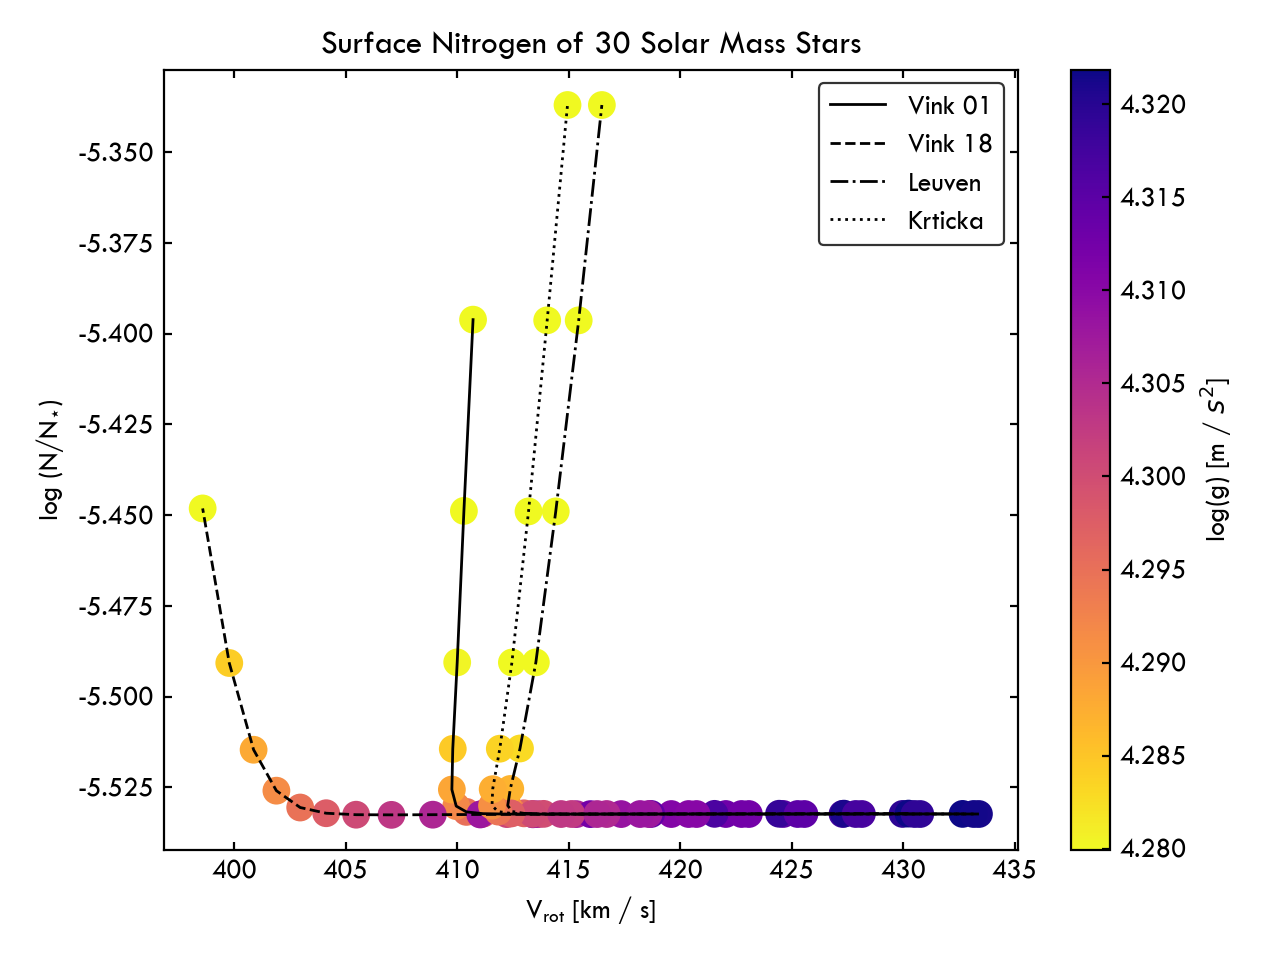 Surface Nitrogen of 30 Solar Mass Stars
Vink 01
Vink 18
Leuven
Krticka
-5.350
-5.375
-5.400
-5.425
-5.450
-5.475
-5.500
-5.525
log (N/N⋆)
400 405 410 415 420 425 430 435
V_rot [km / s]
4.320
4.315
4.310
4.305
4.300
4.295
4.290
4.285
4.280
log(g) [m / s²]